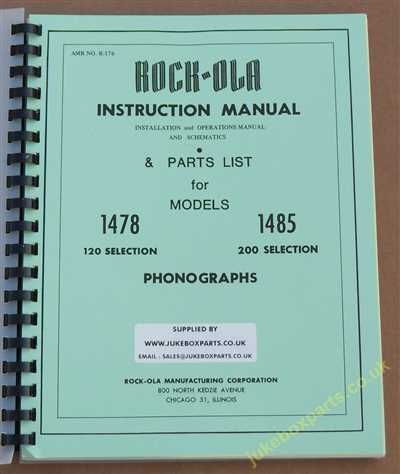 AMR NO. R-176
ROCK-OLA
INSTRUCTION MANUAL
INSTALLATION and OPERATIONS MANUAL
AND SCHEMATICS
& PARTS LIST
for
MODELS
1478 1485
120 SELECTION 200 SELECTION
PHONOGRAPHS
SUPPLIED BY
WWW.JUKEBOXPARTS.CO.UK
EMAIL : SALES@JUKEBOXPARTS.CO.UK
ROCK-OLA MANUFACTURING CORPORATION
800 NORTH KEDZIE AVENUE
CHICAGO 51, ILLINOIS
jukeboxparts.co.uk